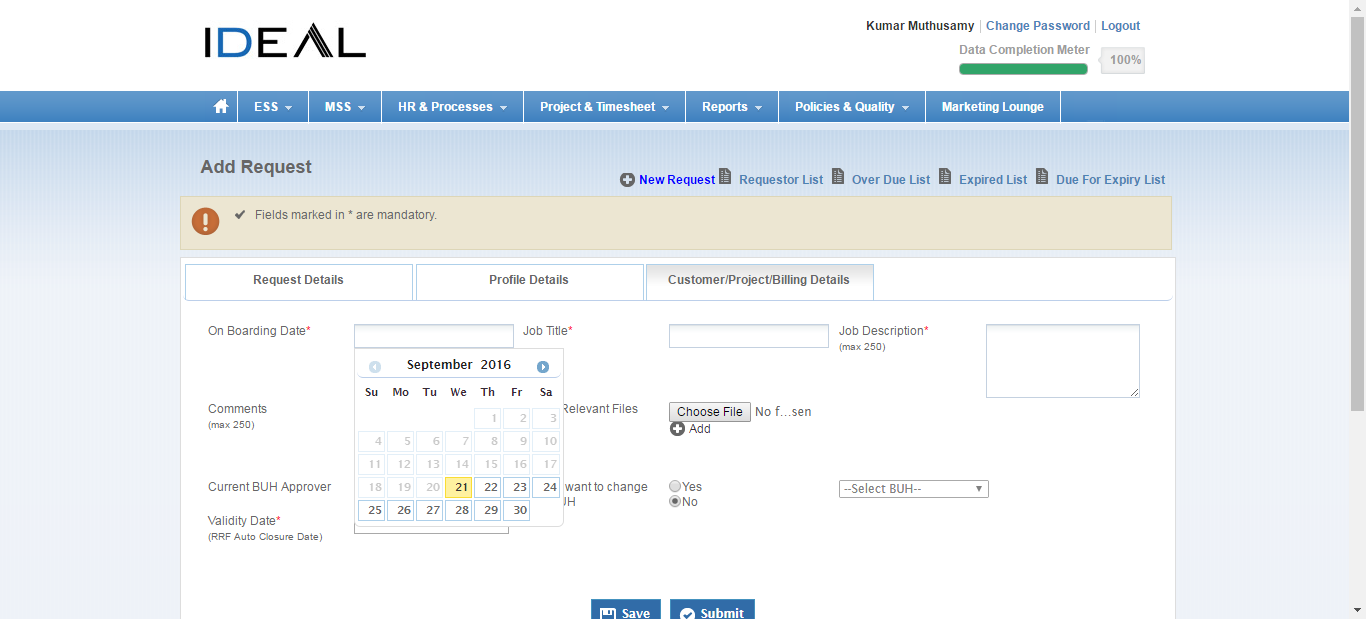 IDEAL
Kumar Muthusamy | Change Password | Logout
Data Completion Meter
100%
ESS
MSS
HR & Processes
Project & Timesheet
Reports
Policies & Quality
Marketing Lounge
Add Request
New Request
Requestor List
Over Due List
Expired List
Due For Expiry List
Fields marked in * are mandatory.
Request Details
Profile Details
Customer/Project/Billing Details
On Boarding Date*
Job Title*
Job Description*
(max 250)
September 2016
Su Mo Tu We Th Fr Sa
1 2 3
4 5 6 7 8 9 10
11 12 13 14 15 16 17
18 19 20 21 22 23 24
25 26 27 28 29 30
Comments
(max 250)
Relevant Files
Choose File No f...sen
Add
Current BUH Approver
want to change
Yes
No
--Select BUH--
Validity Date*
(RRF Auto Closure Date)
Save
Submit